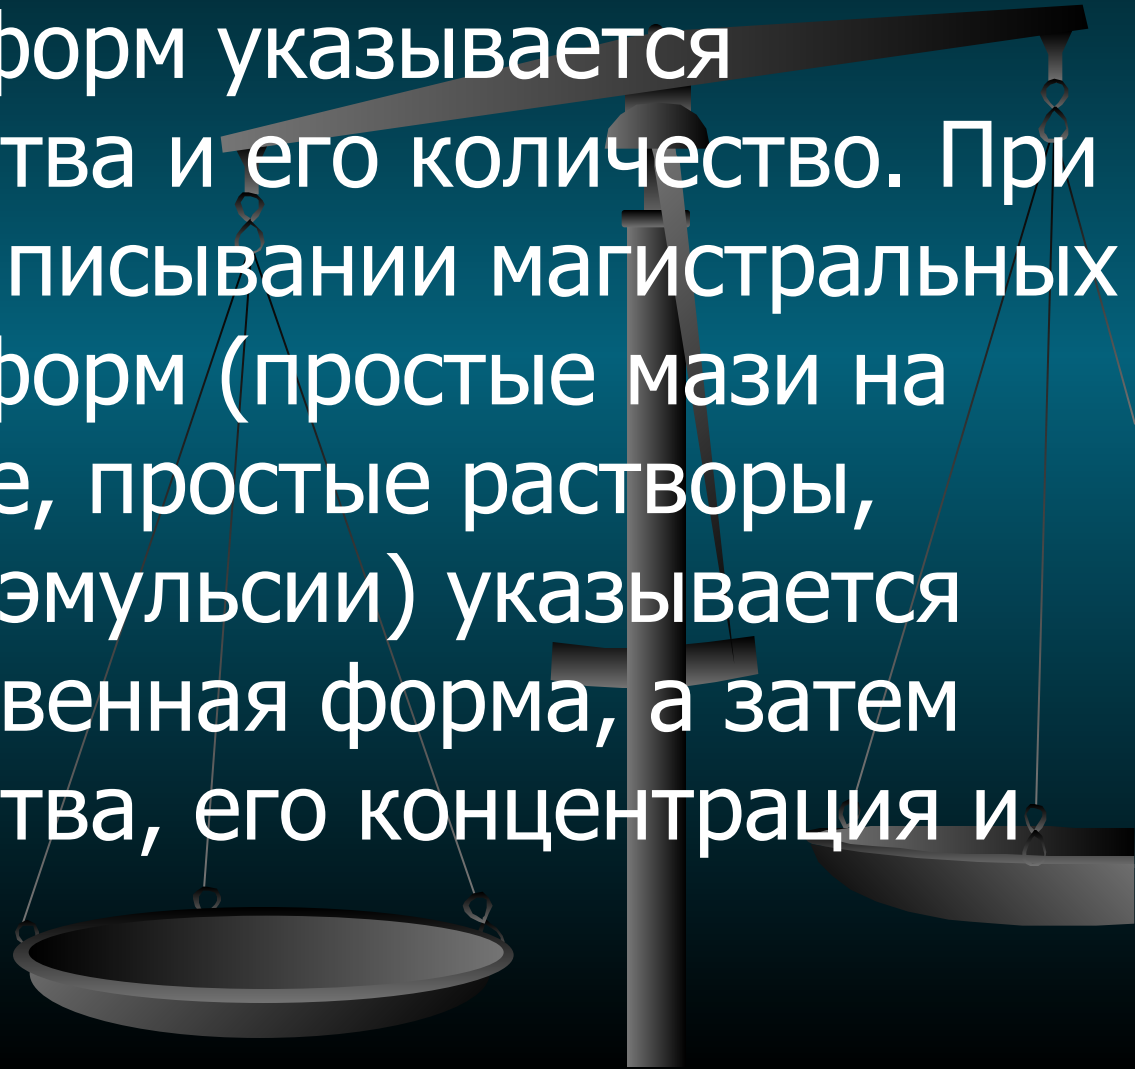 форм указывается
тва и его количество. При
писывании магистральных
форм (простые мази на
е, простые растворы,
эмульсии) указывается
венная форма, а затем
тва, его концентрация и